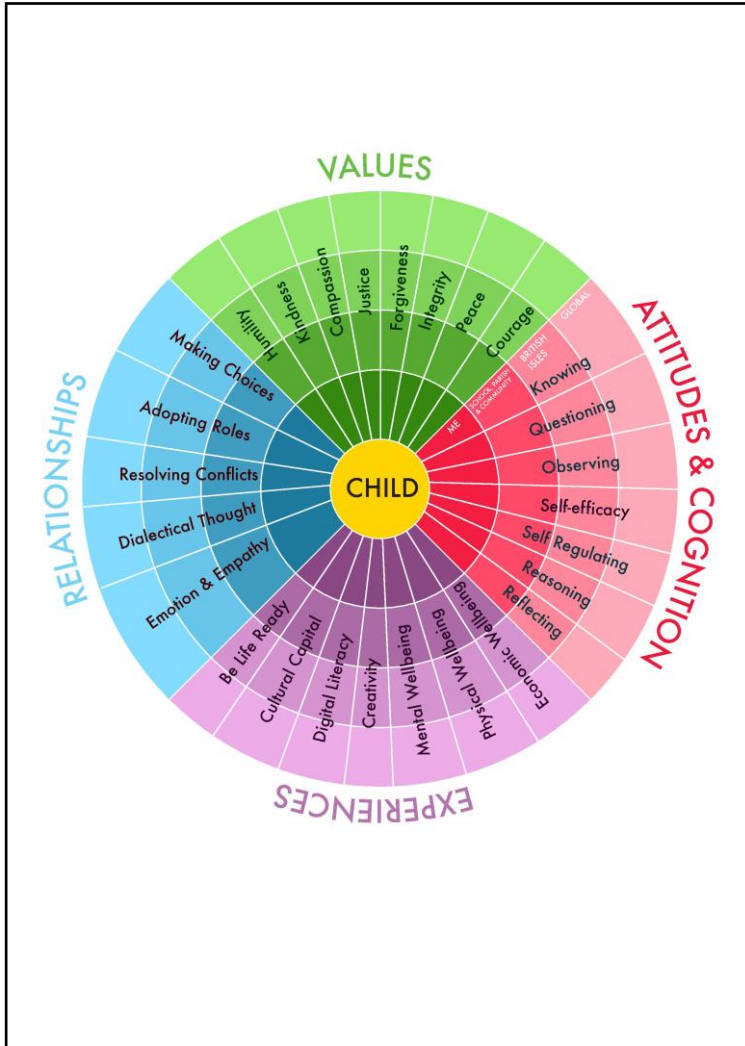 VALUES
Humility
Kindness
Compassion
Justice
Forgiveness
Integrity
Peace
Courage
ATTITUDES & COGNITION
GLOBAL
BRITISH
ISLES
SCHOOL, PARISH
& COMMUNITY
ME
Knowing
Questioning
Observing
Self-efficacy
Self Regulating
Reasoning
Reflecting
EXPERIENCES
Economic Wellbeing
Physical Wellbeing
Mental Wellbeing
Creativity
Digital Literacy
Cultural Capital
Be Life Ready
RELATIONSHIPS
Making Choices
Adopting Roles
Resolving Conflicts
Dialectical Thought
Emotion & Empathy
CHILD